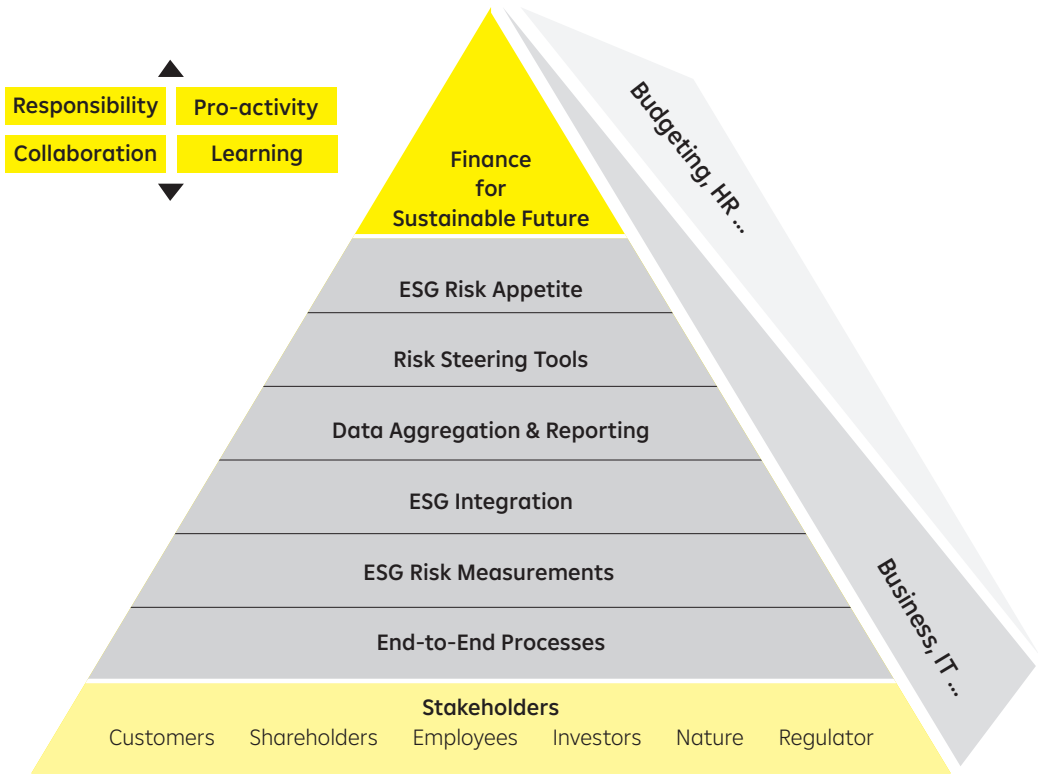 Responsibility Pro-activity
Collaboration Learning
Finance
for
Sustainable Future
ESG Risk Appetite
Risk Steering Tools
Data Aggregation & Reporting
ESG Integration
ESG Risk Measurements
End-to-End Processes
Stakeholders
Customers Shareholders Employees Investors Nature Regulator
Budgeting, HR ...
Business, IT ...